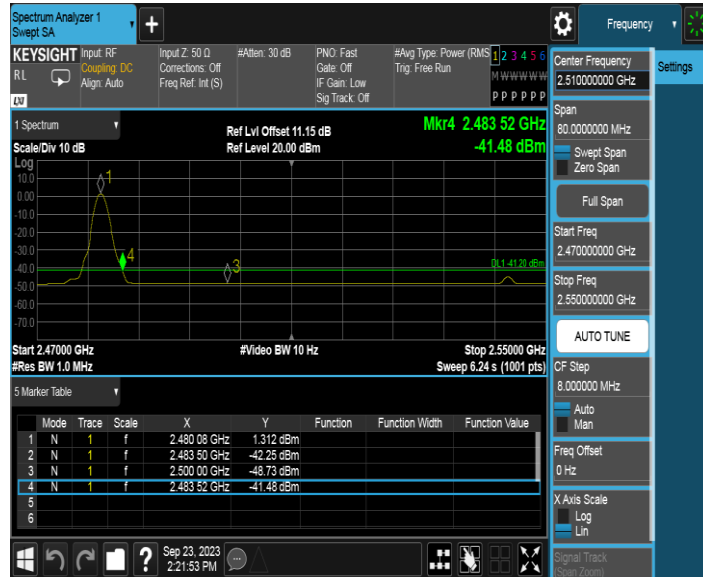 Spectrum Analyzer 1
Swept SA
+
Frequency
KEYSIGHT
RL
LXI
Input: RF
Coupling: DC
Align: Auto
Input Z: 50 Ω
Corrections: Off
Freq Ref: Int (S)
#Atten: 30 dB
PNO: Fast
Gate: Off
IF Gain: Low
Sig Track: Off
#Avg Type: Power (RMS
Trig: Free Run
1 2 3 4 5 6
M W W W W W
P P P P P P
1 Spectrum
Scale/Div 10 dB
Ref Lvl Offset 11.15 dB
Ref Level 20.00 dBm
Mkr4 2.483 52 GHz
-41.48 dBm
Log
10.0
0.00
-10.0
-20.0
-30.0
-40.0
-50.0
-60.0
-70.0
1
4
3
DL1 -41.20 dBm
Start 2.47000 GHz
#Res BW 1.0 MHz
#Video BW 10 Hz
Stop 2.55000 GHz
Sweep 6.24 s (1001 pts)
5 Marker Table
Mode Trace Scale X Y Function Function Width Function Value
1 N 1 f 2.480 08 GHz 1.312 dBm
2 N 1 f 2.483 50 GHz -42.25 dBm
3 N 1 f 2.500 00 GHz -48.73 dBm
4 N 1 f 2.483 52 GHz -41.48 dBm
5
6
?
Sep 23, 2023
2:21:53 PM
Center Frequency
2.510000000 GHz
Span
80.0000000 MHz
Swept Span
Zero Span
Full Span
Start Freq
2.470000000 GHz
Stop Freq
2.550000000 GHz
AUTO TUNE
CF Step
8.000000 MHz
Auto
Man
Freq Offset
0 Hz
X Axis Scale
Log
Lin
Signal Track
(Span Zoom)
Settings